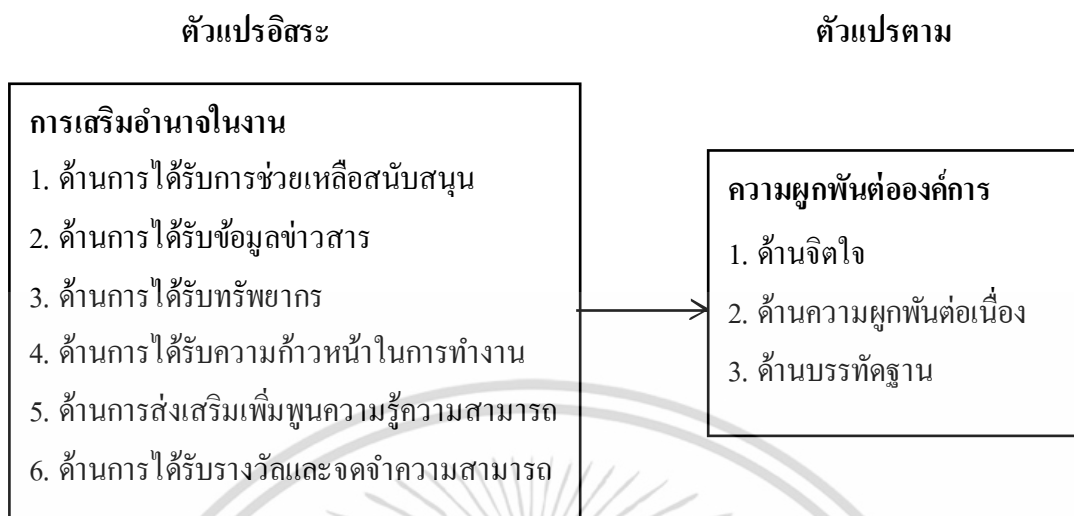 ตัวแปรอิสระ
ตัวแปรตาม
การเสริมอำนาจในงาน
1. ด้านการได้รับการช่วยเหลือสนับสนุน
2. ด้านการได้รับข้อมูลข่าวสาร
3. ด้านการได้รับทรัพยากร
4. ด้านการได้รับความก้าวหน้าในการทำงาน
5. ด้านการส่งเสริมเพิ่มพูนความรู้ความสามารถ
6. ด้านการได้รับรางวัลและจดจำความสามารถ
ความผูกพันต่อองค์การ
1. ด้านจิตใจ
2. ด้านความผูกพันต่อเนื่อง
3. ด้านบรรทัดฐาน